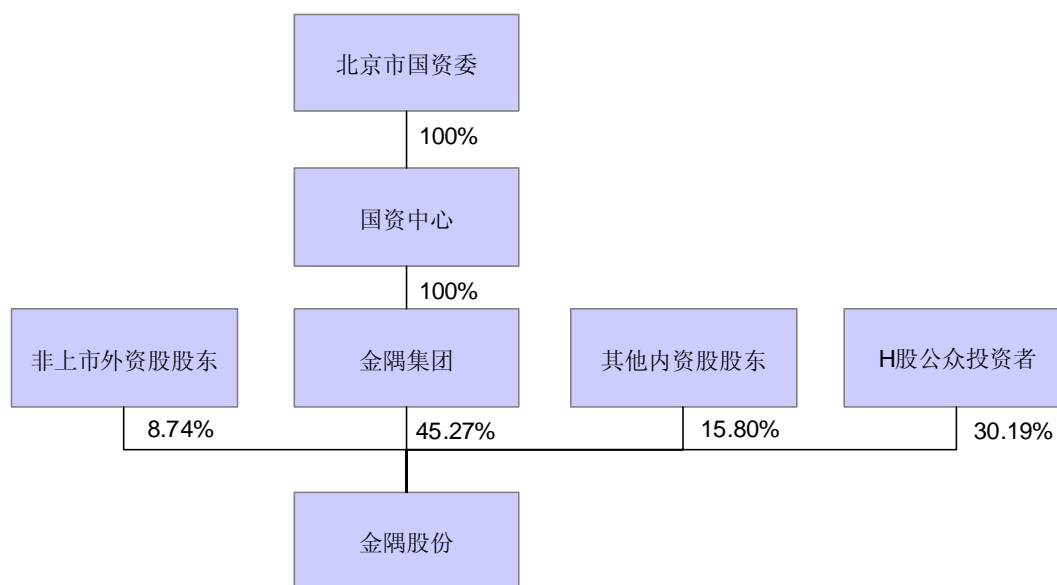 北京市国资委
100%
国资中心
100%
非上市外资股股东
金隅集团
其他内资股股东
H股公众投资者
8.74%
45.27%
15.80%
30.19%
金隅股份